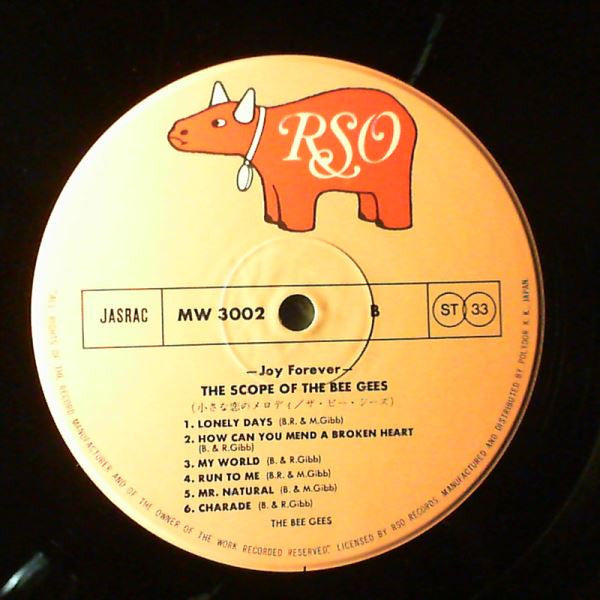 RSO
JASRAC MW 3002 B ST 33
—Joy Forever—
THE SCOPE OF THE BEE GEES
(小さな恋のメロディ/ザ・ビー・ジーズ)
1. LONELY DAYS (B.R. & M.Gibb)
2. HOW CAN YOU MEND A BROKEN HEART
(B. & R.Gibb)
3. MY WORLD (B. & R.Gibb)
4. RUN TO ME (B.R. & M.Gibb)
5. MR. NATURAL (B. & M.Gibb)
6. CHARADE (B. & R.Gibb)
THE BEE GEES
"ALL RIGHTS OF THE RECORD MANUFACTURER AND OF THE OWNER OF THE WORK RECORDED RESERVED". LICENSED BY RSO RECORDS. MANUFACTURED AND DISTRIBUTED BY POLYDOR K.K. JAPAN.